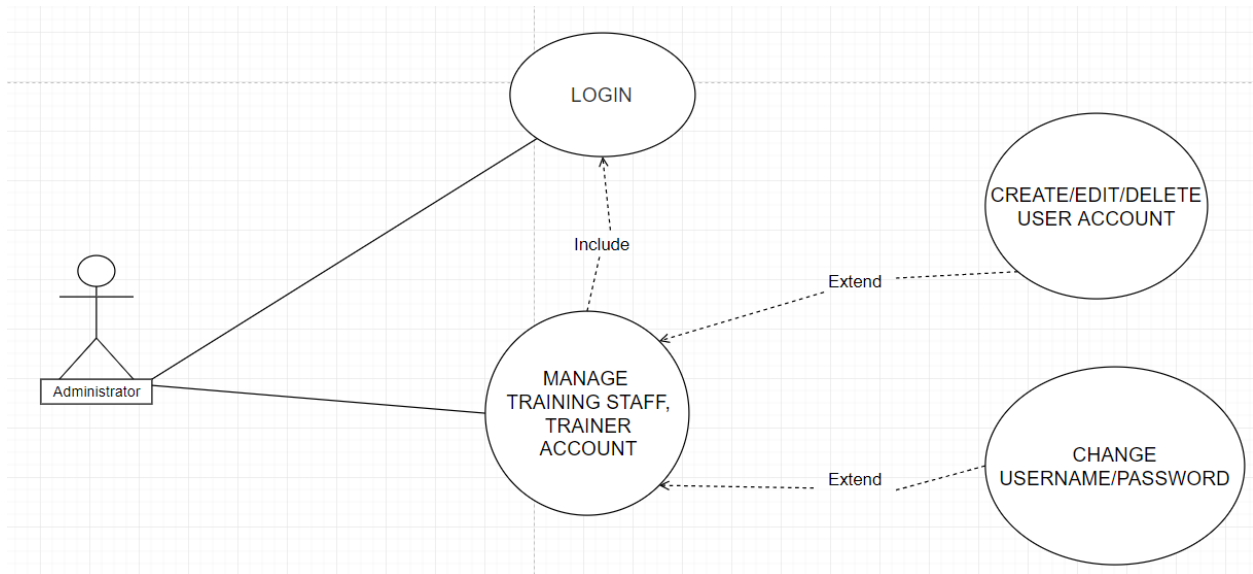 LOGIN
CREATE/EDIT/DELETE
USER ACCOUNT
Include
Extend
Administrator
MANAGE
TRAINING STAFF,
TRAINER
ACCOUNT
CHANGE
USERNAME/PASSWORD
Extend